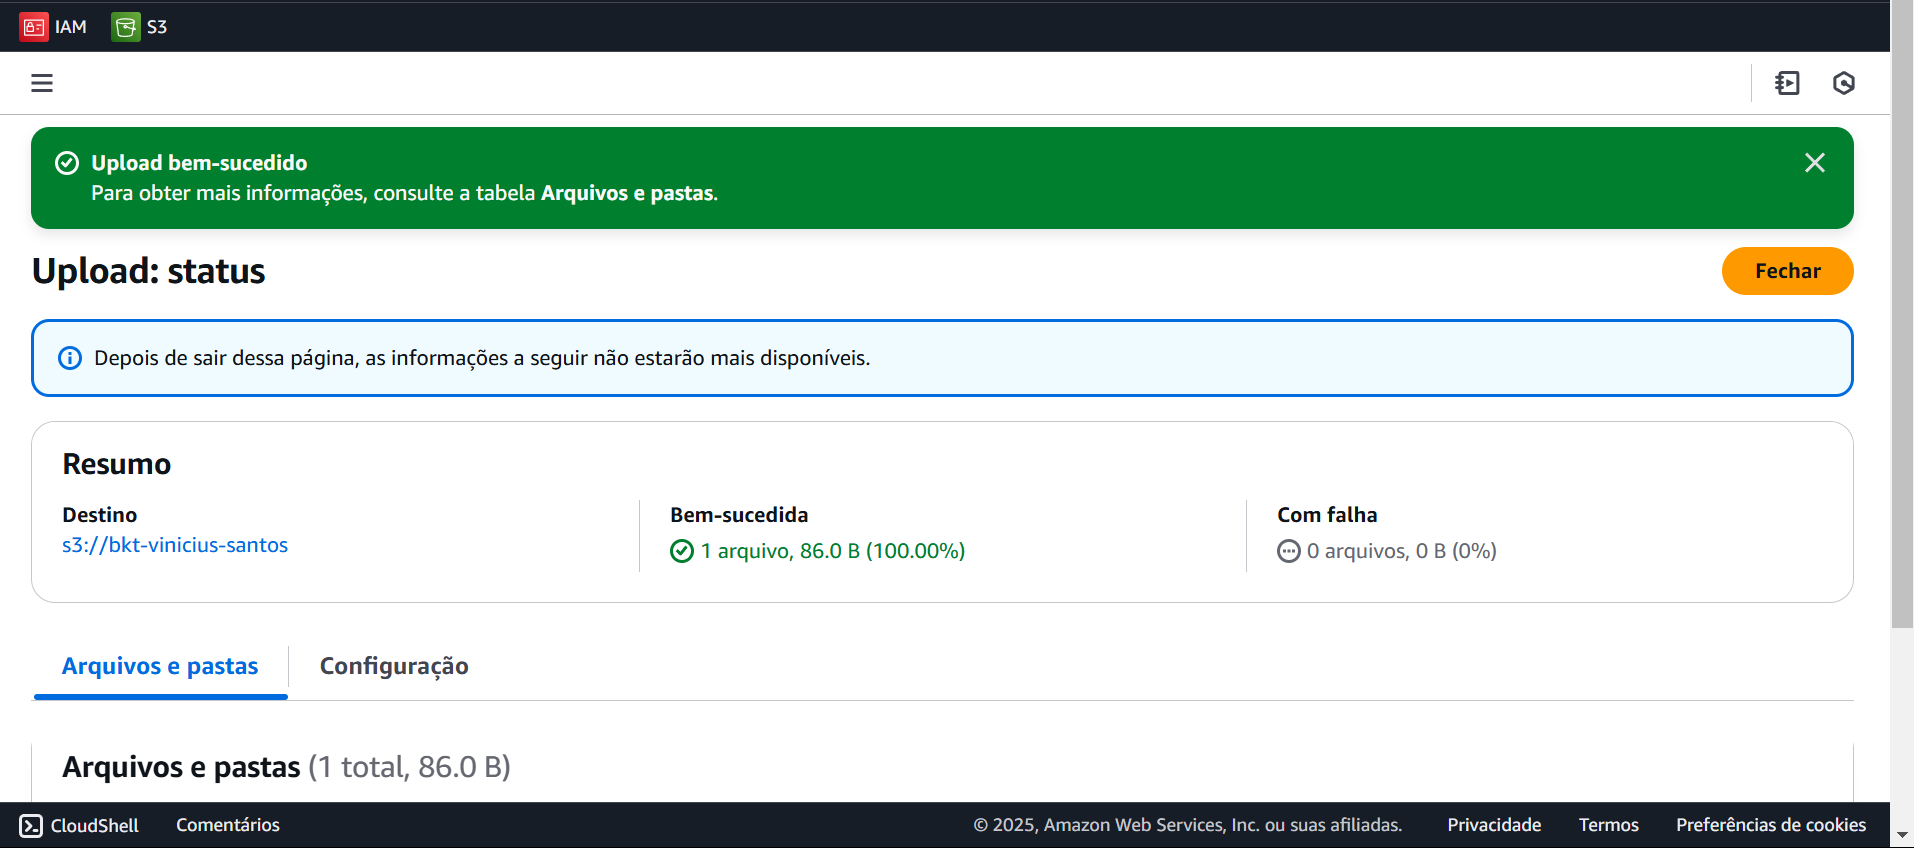 IAM S3
Upload bem-sucedido
Para obter mais informações, consulte a tabela Arquivos e pastas.
Upload: status
Fechar
Depois de sair dessa página, as informações a seguir não estarão mais disponíveis.
Resumo
Destino
s3://bkt-vinicius-santos
Bem-sucedida
1 arquivo, 86.0 B (100.00%)
Com falha
0 arquivos, 0 B (0%)
Arquivos e pastas
Configuração
Arquivos e pastas (1 total, 86.0 B)
CloudShell Comentários © 2025, Amazon Web Services, Inc. ou suas afiliadas. Privacidade Termos Preferências de cookies